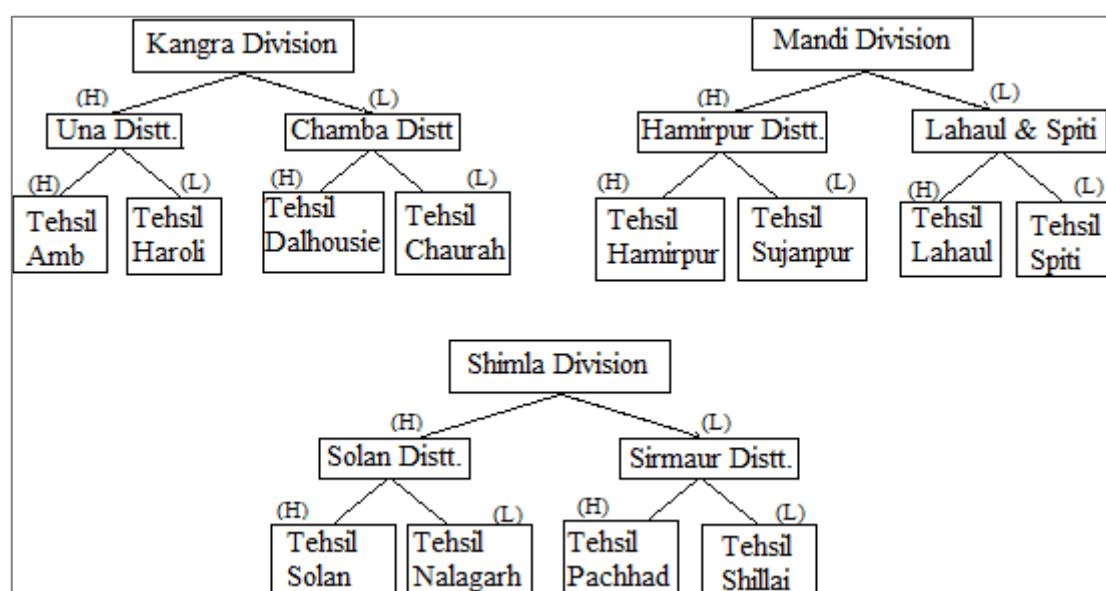 Kangra Division
(H)
(L)
Una Distt.
Chamba Distt
(H)
(L)
(H)
(L)
Tehsil
Amb
Tehsil
Haroli
Tehsil
Dalhousie
Tehsil
Chaurah
Mandi Division
(H)
(L)
Hamirpur Distt.
Lahaul & Spiti
(H)
(L)
(H)
(L)
Tehsil
Hamirpur
Tehsil
Sujanpur
Tehsil
Lahaul
Tehsil
Spiti
Shimla Division
(H)
(L)
Solan Distt.
Sirmaur Distt.
(H)
(L)
(H)
(L)
Tehsil
Solan
Tehsil
Nalagarh
Tehsil
Pachhad
Tehsil
Shillai